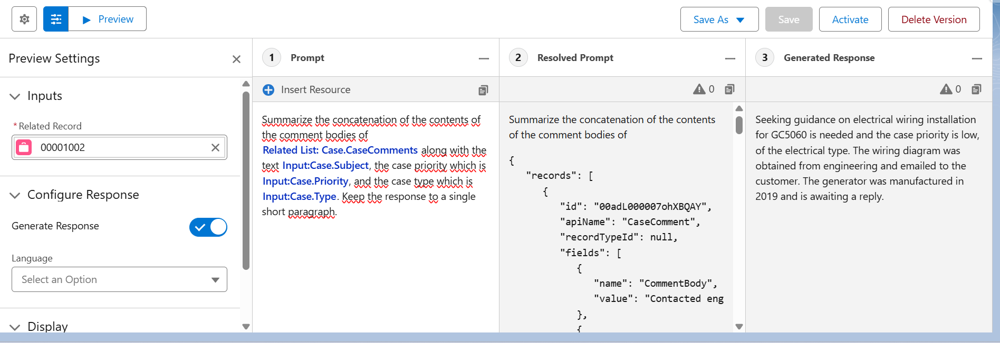 Preview
Save As
Save
Activate
Delete Version
Preview Settings
Inputs
*Related Record
00001002
Configure Response
Generate Response
Language
Select an Option
Display
1 Prompt
Insert Resource
Summarize the concatenation of the contents of
the comment bodies of
Related List: Case.CaseComments along with the
text Input:Case.Subject, the case priority which is
Input:Case.Priority, and the case type which is
Input:Case.Type. Keep the response to a single
short paragraph.
2 Resolved Prompt
0
Summarize the concatenation of the contents
of the comment bodies of
{
"records": [
{
"id": "00adL000007ohXBQAY",
"apiName": "CaseComment",
"recordTypeId": null,
"fields": [
{
"name": "CommentBody",
"value": "Contacted eng
},
{
3 Generated Response
0
Seeking guidance on electrical wiring installation
for GC5060 is needed and the case priority is low,
of the electrical type. The wiring diagram was
obtained from engineering and emailed to the
customer. The generator was manufactured in
2019 and is awaiting a reply.